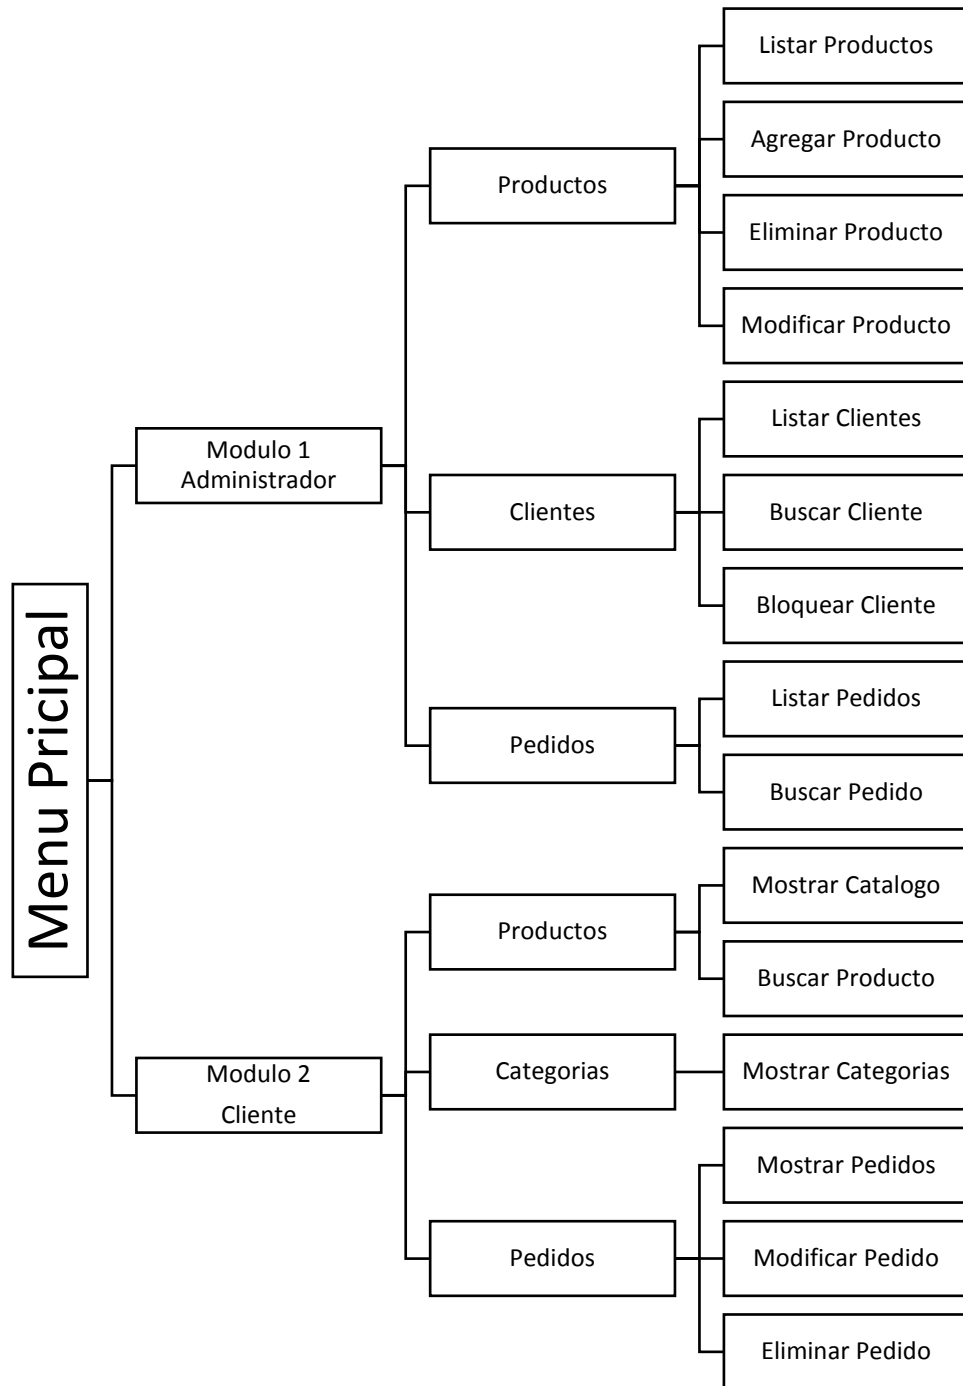 Menu Pricipal
Modulo 1
Administrador
Productos
Listar Productos
Agregar Producto
Eliminar Producto
Modificar Producto
Clientes
Listar Clientes
Buscar Cliente
Bloquear Cliente
Pedidos
Listar Pedidos
Buscar Pedido
Modulo 2
Cliente
Productos
Mostrar Catalogo
Buscar Producto
Categorias
Mostrar Categorias
Pedidos
Mostrar Pedidos
Modificar Pedido
Eliminar Pedido